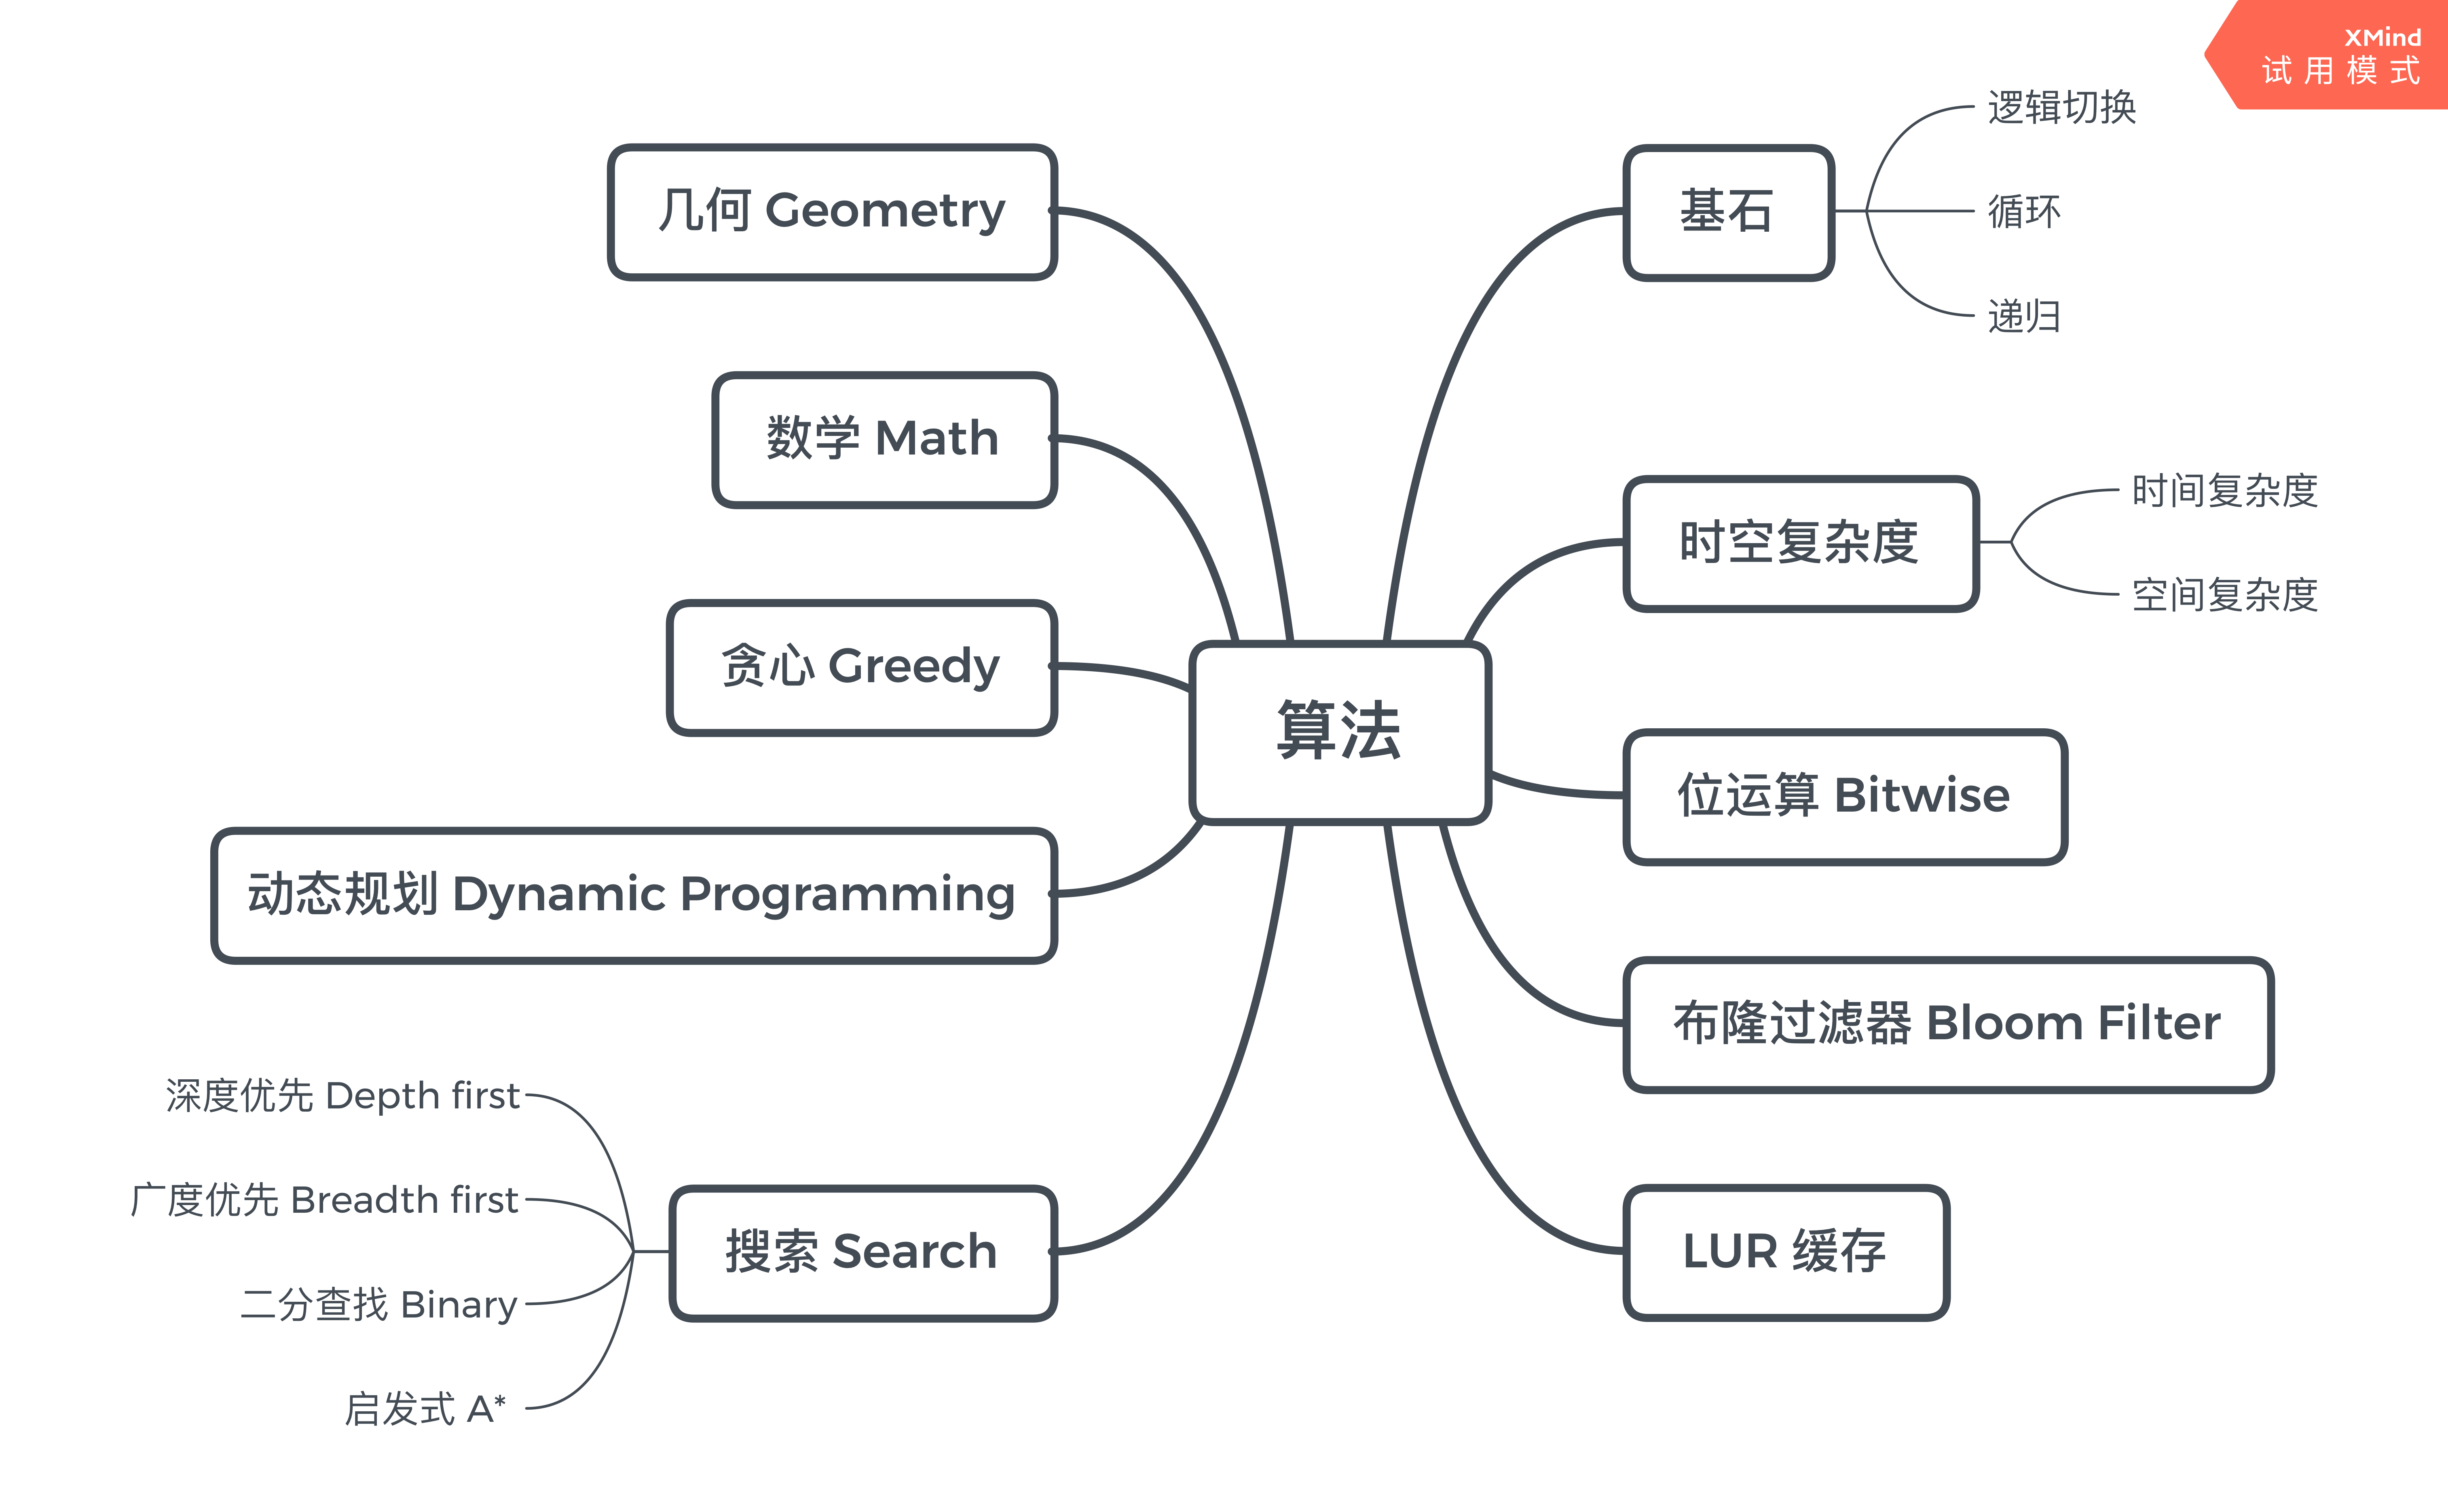 XMind
试用模式
算法
基石
逻辑切换
循环
递归
时空复杂度
时间复杂度
空间复杂度
位运算 Bitwise
布隆过滤器 Bloom Filter
LUR 缓存
几何 Geometry
数学 Math
贪心 Greedy
动态规划 Dynamic Programming
搜索 Search
深度优先 Depth first
广度优先 Breadth first
二分查找 Binary
启发式 A*